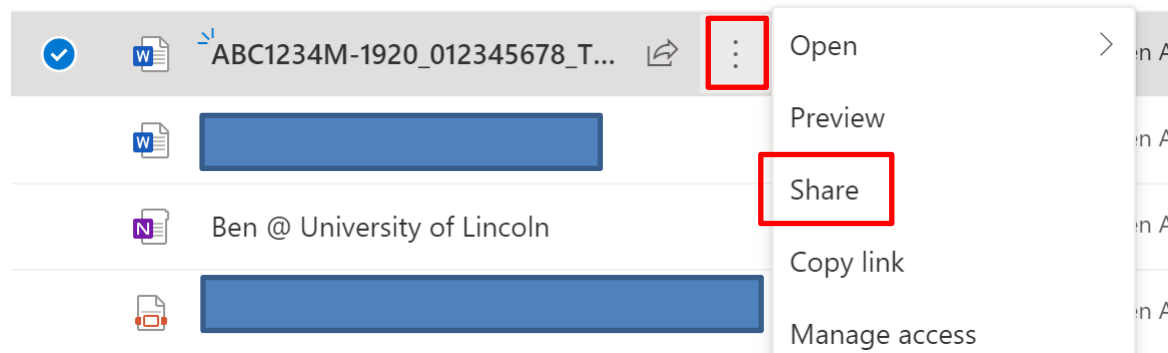 ABC1234M-1920_012345678_T...
Ben @ University of Lincoln
Open
Preview
Share
Copy link
Manage access